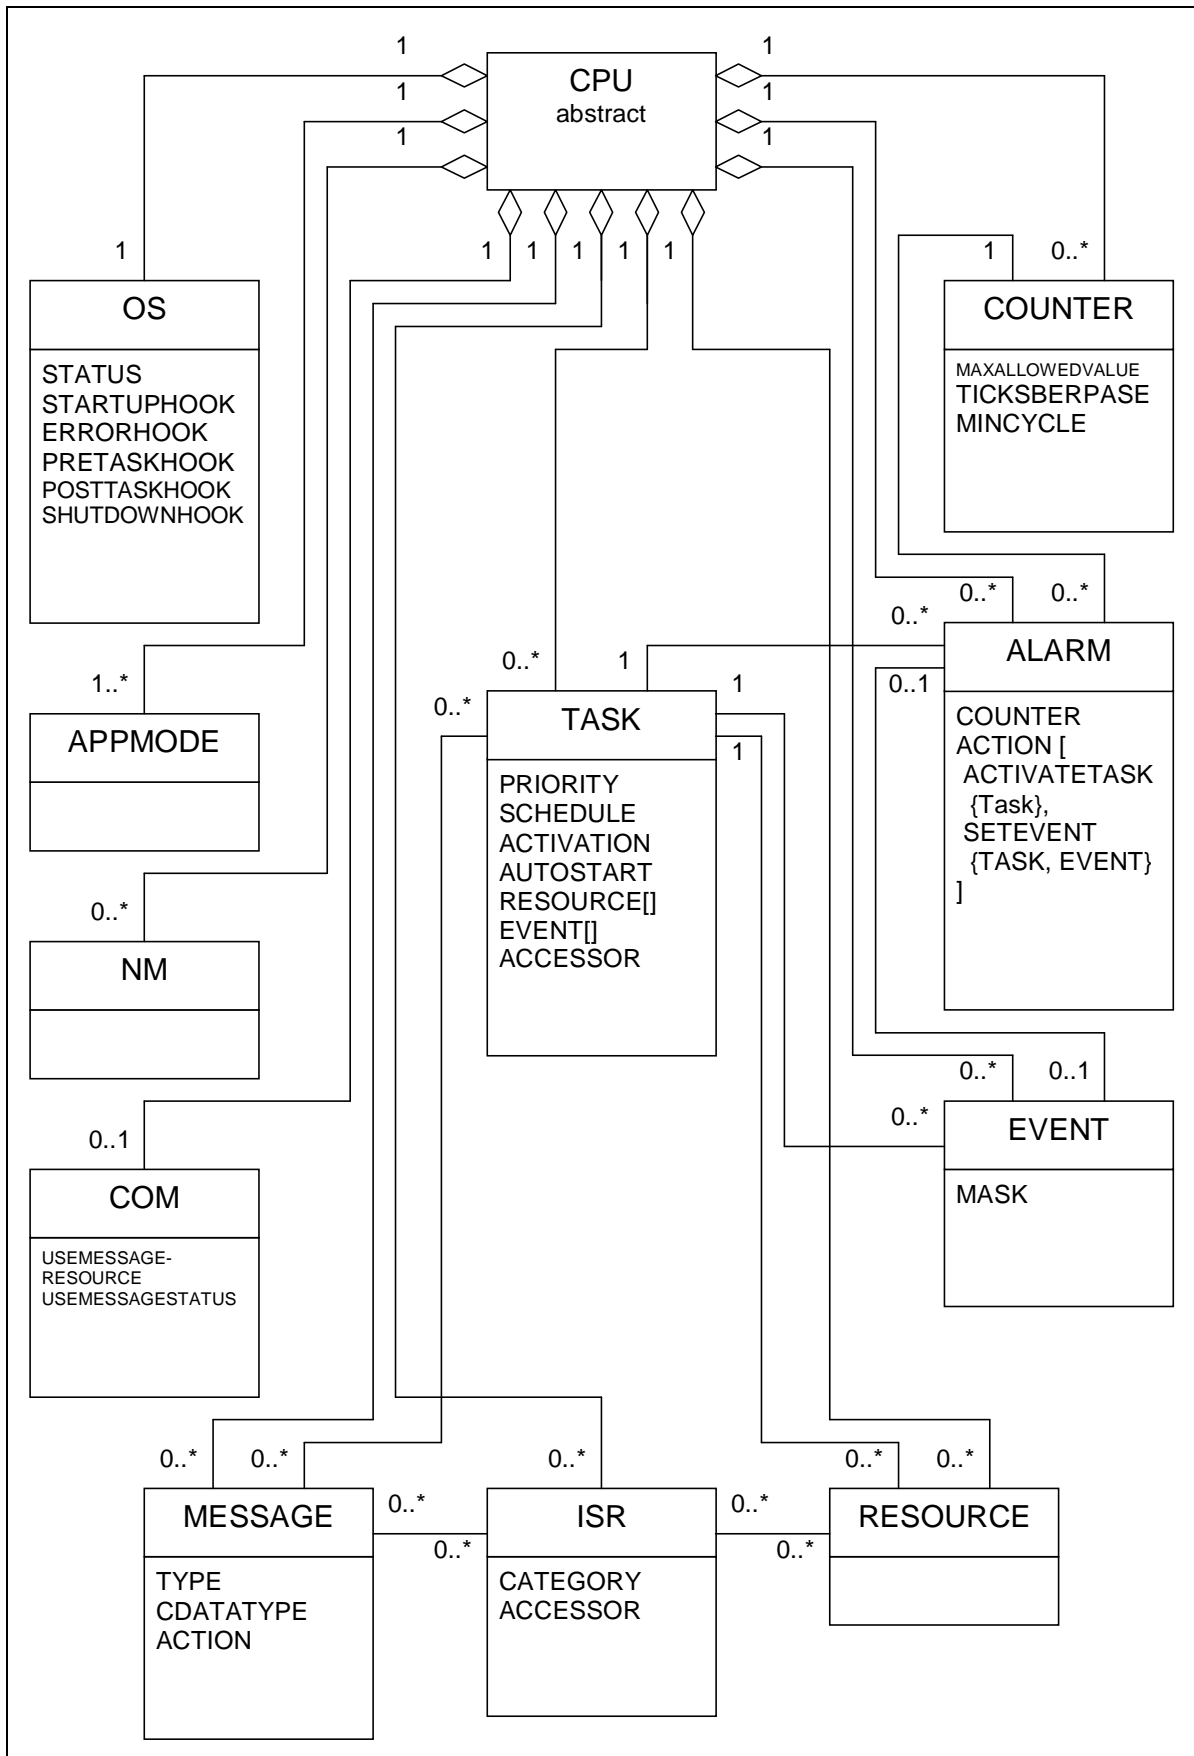 1
1
CPU
abstract
1
1
1
1
1
1
1
1
1
1
1
0..*
OS
COUNTER
STATUS
STARTUPHOOK
ERRORHOOK
PRETASKHOOK
POSTTASKHOOK
SHUTDOWNHOOK
MAXALLOWEDVALUE
TICKSBERPASE
MINCYCLE
0..*
0..*
0..*
1..*
0..*
1
1
0..1
ALARM
0..*
APPMODE
TASK
1
COUNTER
ACTION [
ACTIVATETASK
{Task},
SETEVENT
{TASK, EVENT}
]
PRIORITY
SCHEDULE
ACTIVATION
AUTOSTART
RESOURCE[]
EVENT[]
ACCESSOR
0..*
NM
0..*
0..1
0..*
EVENT
0..1
COM
MASK
USEMESSAGE-
RESOURCE
USEMESSAGESTATUS
0..*
0..*
0..*
0..*
0..*
MESSAGE
0..*
0..*
ISR
0..*
0..*
RESOURCE
TYPE
CDATATYPE
ACTION
CATEGORY
ACCESSOR